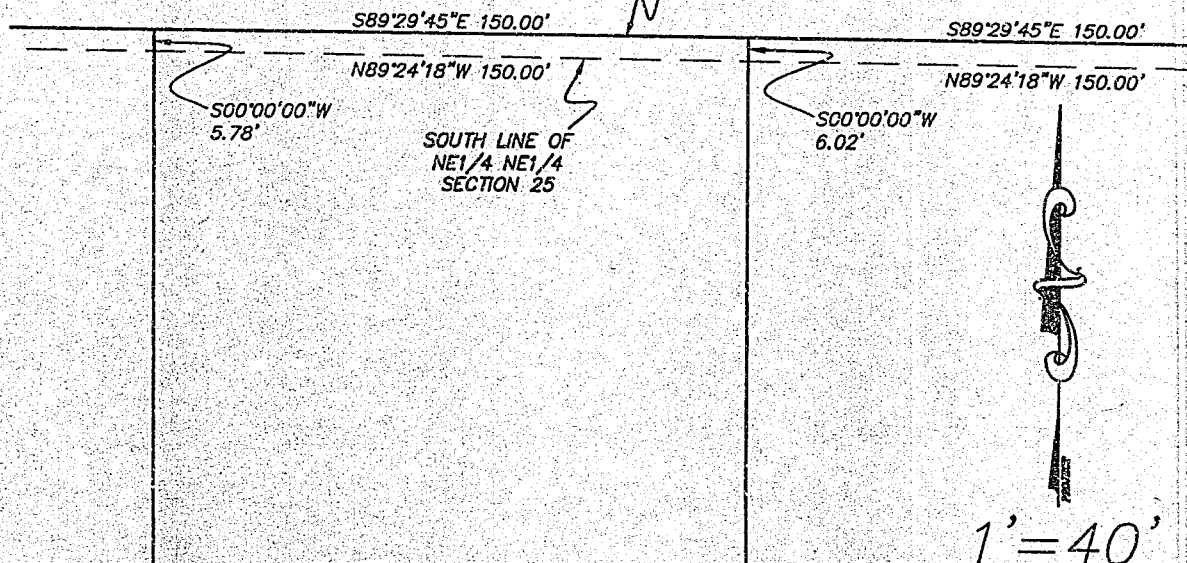 N
S89°29'45"E 150.00'
S89°29'45"E 150.00'
N89°24'18"W 150.00'
N89°24'18"W 150.00'
S00°00'00"W
5.78'
SOUTH LINE OF
NE1/4 NE1/4
SECTION 25
S00°00'00"W
6.02'
PROJECT
1'=40'